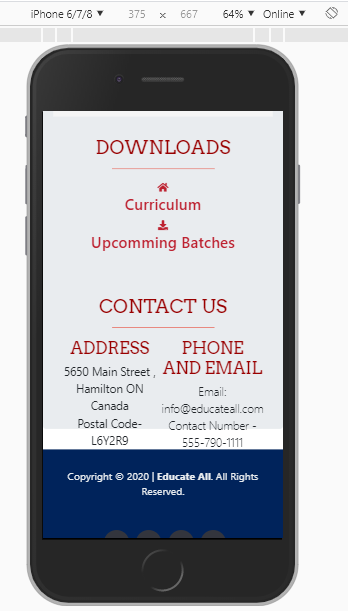 iPhone 6/7/8 ▼ 375 x 667 64% ▼ Online ▼
DOWNLOADS
Curriculum
Upcomming Batches
CONTACT US
ADDRESS
5650 Main Street ,
Hamilton ON
Canada
Postal Code-
L6Y2R9
PHONE
AND EMAIL
Email:
info@educateall.com
Contact Number -
555-790-1111
Copyright © 2020 | Educate All. All Rights
Reserved.